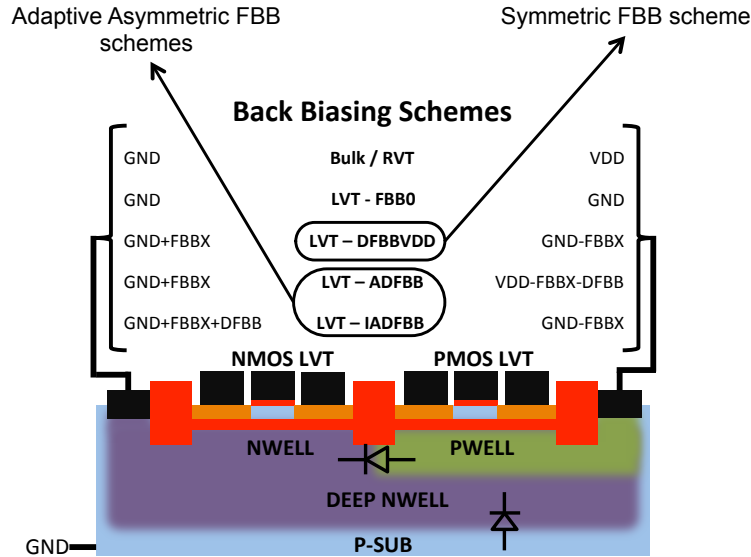 Adaptive Asymmetric FBB
schemes
Symmetric FBB scheme
Back Biasing Schemes
GND Bulk / RVT VDD
GND LVT - FBB0 GND
GND+FBBX LVT – DFBBVDD GND-FBBX
GND+FBBX LVT – ADFBB VDD-FBBX-DFBB
GND+FBBX+DFBB LVT – IADFBB GND-FBBX
NMOS LVT PMOS LVT
NWELL PWELL
DEEP NWELL
GND P-SUB